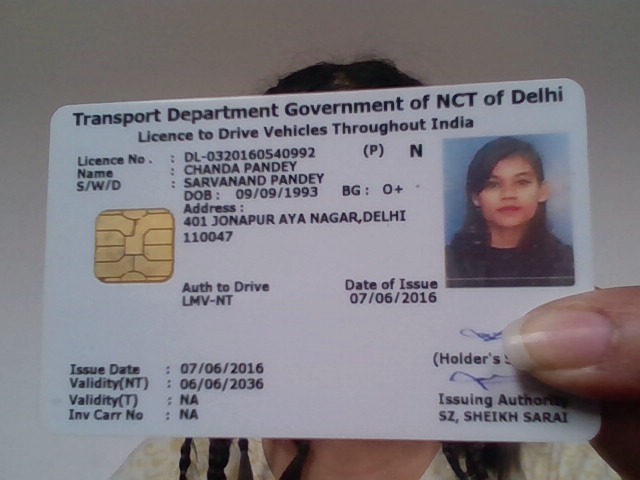 Transport Department Government of NCT of Delhi
Licence to Drive Vehicles Throughout India
Licence No. : DL-0320160540992 (P) N
Name : CHANDA PANDEY
S/W/D : SARVANAND PANDEY
DOB : 09/09/1993 BG : O+
Address :
401 JONAPUR AYA NAGAR,DELHI
110047
Auth to Drive Date of Issue
LMV-NT 07/06/2016
(Holder's
Issue Date : 07/06/2016
Validity(NT) : 06/06/2036
Validity(T) : NA Issuing Authority
Inv Carr No : NA SZ, SHEIKH SARAI